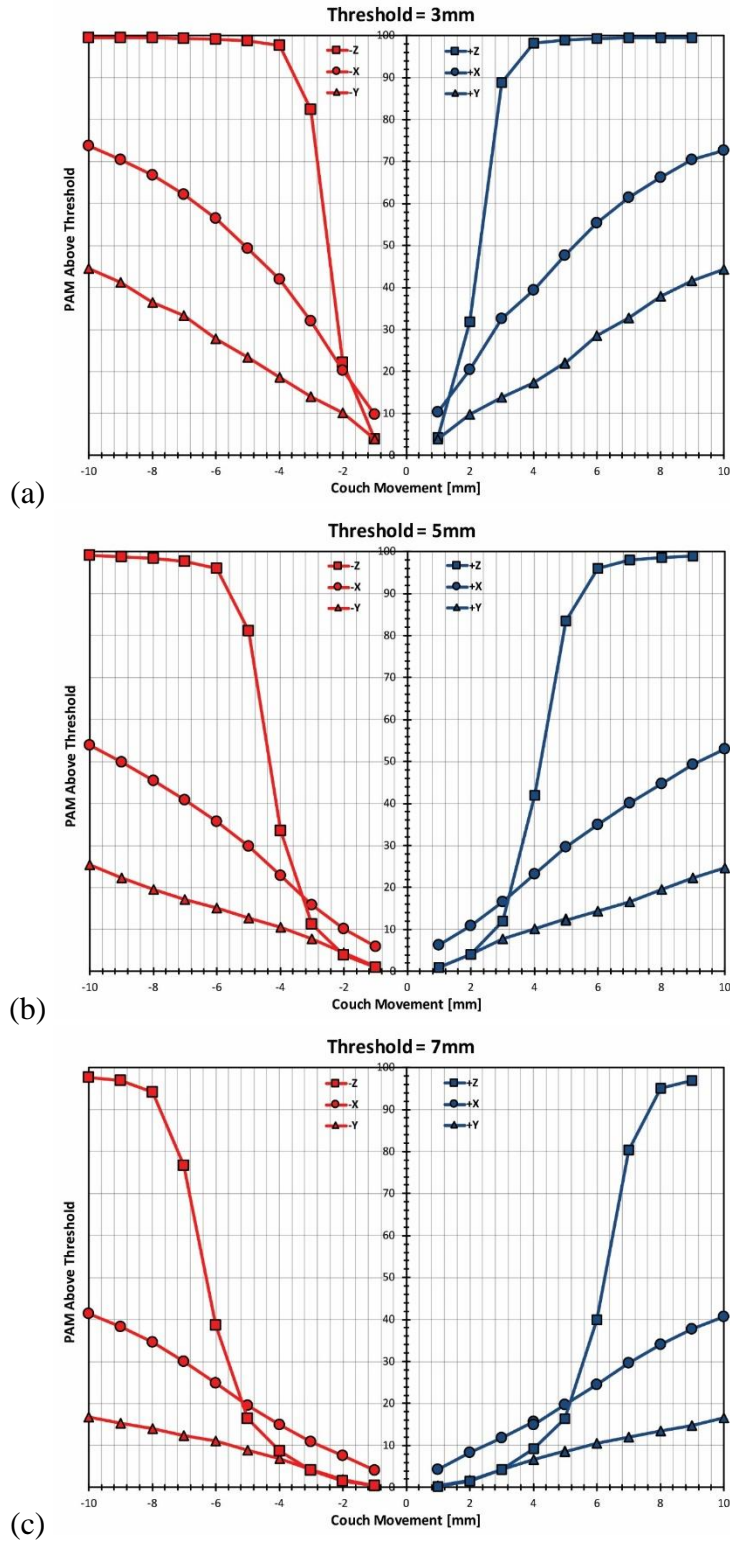 Threshold = 3mm
-Z
-X
-Y
+Z
+X
+Y
100
90
80
70
60
50
40
30
20
10
0
PAM Above Threshold
-10 -8 -6 -4 -2 0 2 4 6 8 10
Couch Movement [mm]
(a)
Threshold = 5mm
-Z
-X
-Y
+Z
+X
+Y
100
90
80
70
60
50
40
30
20
10
0
PAM Above Threshold
-10 -8 -6 -4 -2 0 2 4 6 8 10
Couch Movement [mm]
(b)
Threshold = 7mm
-Z
-X
-Y
+Z
+X
+Y
100
90
80
70
60
50
40
30
20
10
0
PAM Above Threshold
-10 -8 -6 -4 -2 0 2 4 6 8 10
Couch Movement [mm]
(c)